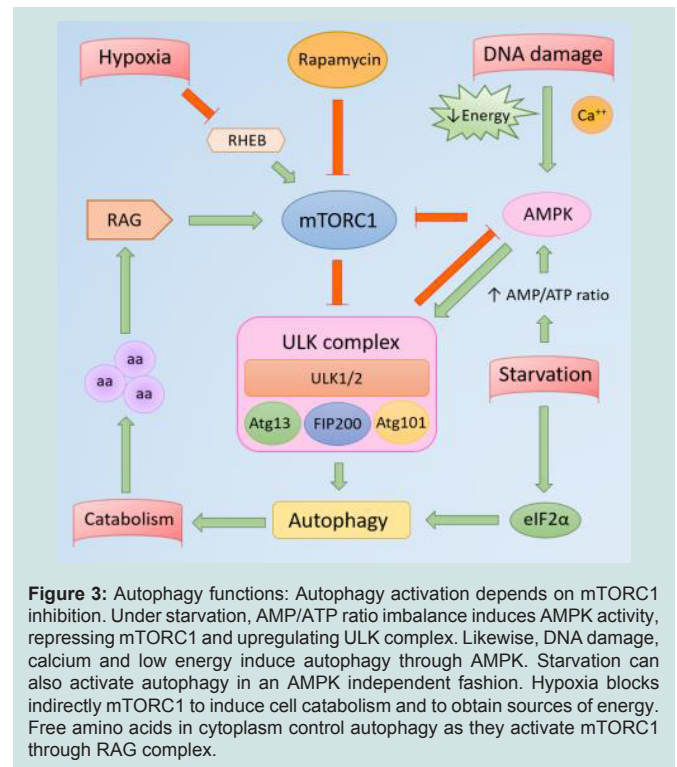 Hypoxia
Rapamycin
DNA damage
↓Energy
Ca++
RHEB
RAG
mTORC1
AMPK
↑ AMP/ATP ratio
aa
aa
aa
ULK complex
ULK1/2
Atg13
FIP200
Atg101
Starvation
Catabolism
Autophagy
eIF2α
Figure 3: Autophagy functions: Autophagy activation depends on mTORC1
inhibition. Under starvation, AMP/ATP ratio imbalance induces AMPK activity,
repressing mTORC1 and upregulating ULK complex. Likewise, DNA damage,
calcium and low energy induce autophagy through AMPK. Starvation can
also activate autophagy in an AMPK independent fashion. Hypoxia blocks
indirectly mTORC1 to induce cell catabolism and to obtain sources of energy.
Free amino acids in cytoplasm control autophagy as they activate mTORC1
through RAG complex.